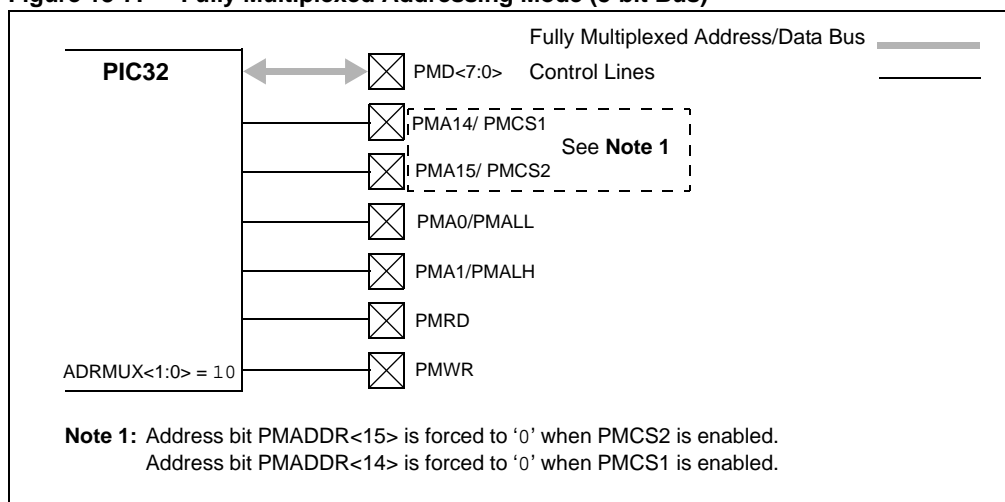 Figure Fully Multiplexed Addressing Mode (8-bit Bus)
Fully Multiplexed Address/Data Bus
PIC32
PMD<7:0>
Control Lines
PMA14/ PMCS1
See Note 1
PMA15/ PMCS2
PMA0/PMALL
PMA1/PMALH
PMRD
ADRMUX<1:0> = 10
PMWR
Note 1: Address bit PMADDR<15> is forced to ‘0’ when PMCS2 is enabled.
Address bit PMADDR<14> is forced to ‘0’ when PMCS1 is enabled.